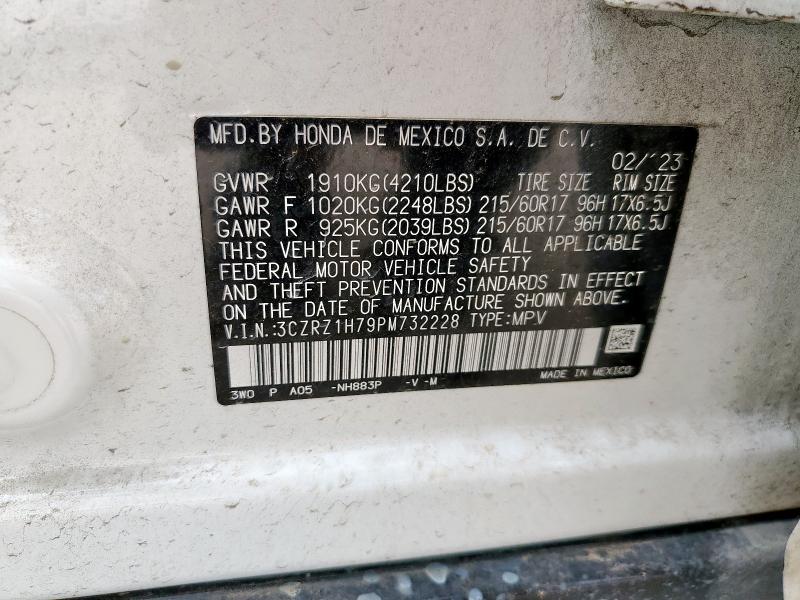 MFD.BY HONDA DE MEXICO S.A. DE C.V.
02/'23
GVWR 1910KG(4210LBS) TIRE SIZE RIM SIZE
GAWR F 1020KG(2248LBS) 215/60R17 96H 17X6.5J
GAWR R 925KG(2039LBS) 215/60R17 96H 17X6.5J
THIS VEHICLE CONFORMS TO ALL APPLICABLE
FEDERAL MOTOR VEHICLE SAFETY
AND THEFT PREVENTION STANDARDS IN EFFECT
ON THE DATE OF MANUFACTURE SHOWN ABOVE.
V.I.N.:3CZRZ1H79PM732228 TYPE:MPV
3W0 P A05 -NH883P -V -M MADE IN MEXICO